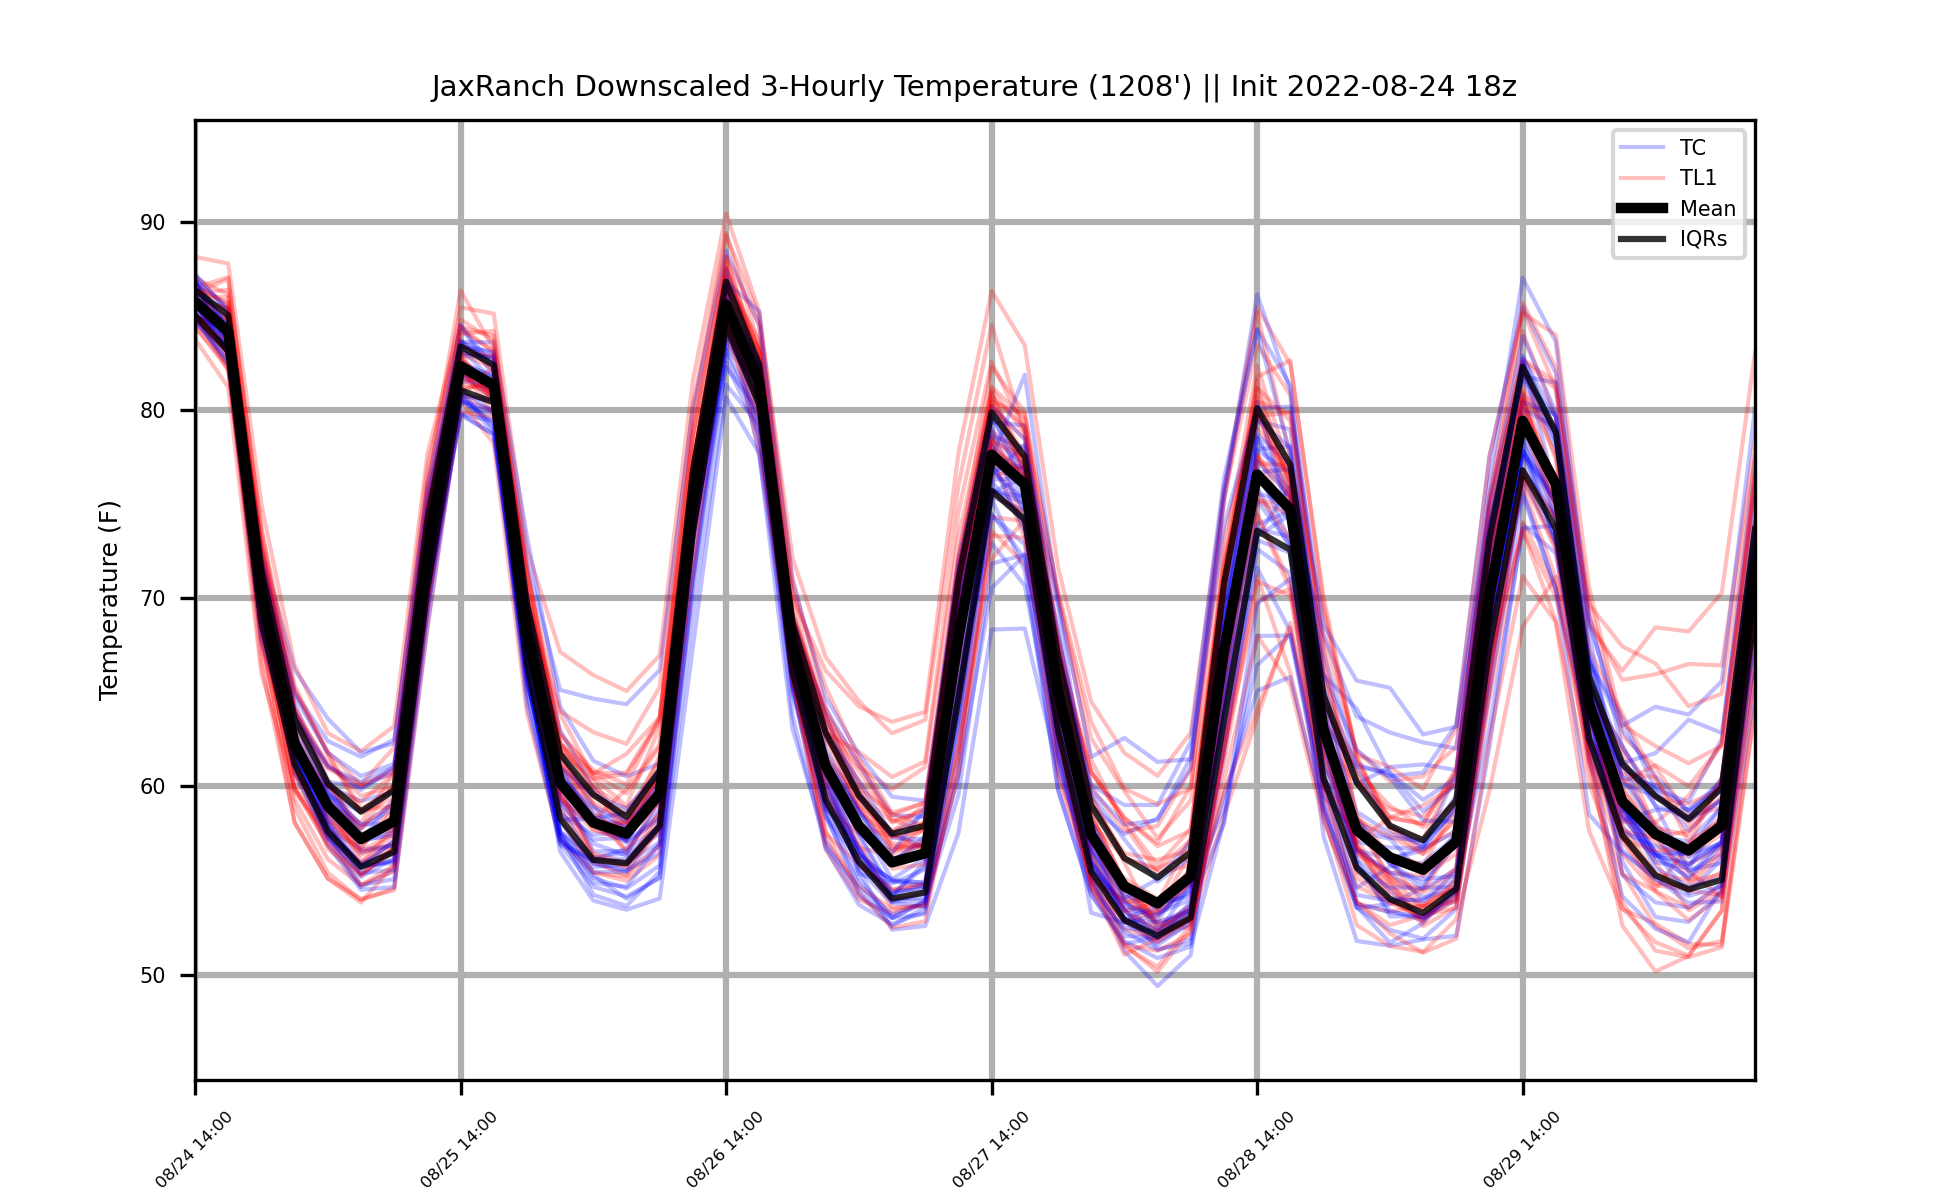 JaxRanch Downscaled 3-Hourly Temperature (1208') || Init 2022-08-24 18z
TC
TL1
Mean
IQRs
Temperature (F)
90
80
70
60
50
08/24 14:00
08/25 14:00
08/26 14:00
08/27 14:00
08/28 14:00
08/29 14:00